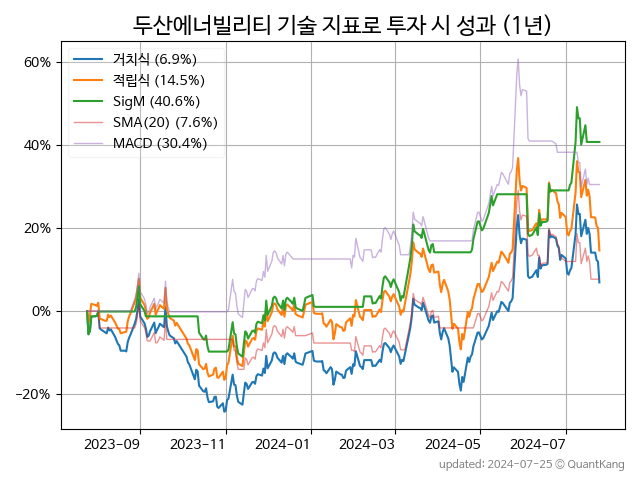 두산에너빌리티 기술 지표로 투자 시 성과 (1년)
거치식 (6.9%)
적립식 (14.5%)
SigM (40.6%)
SMA(20) (7.6%)
MACD (30.4%)
60%
40%
20%
0%
−20%
2023-09 2023-11 2024-01 2024-03 2024-05 2024-07
updated: 2024-07-25 © QuantKang